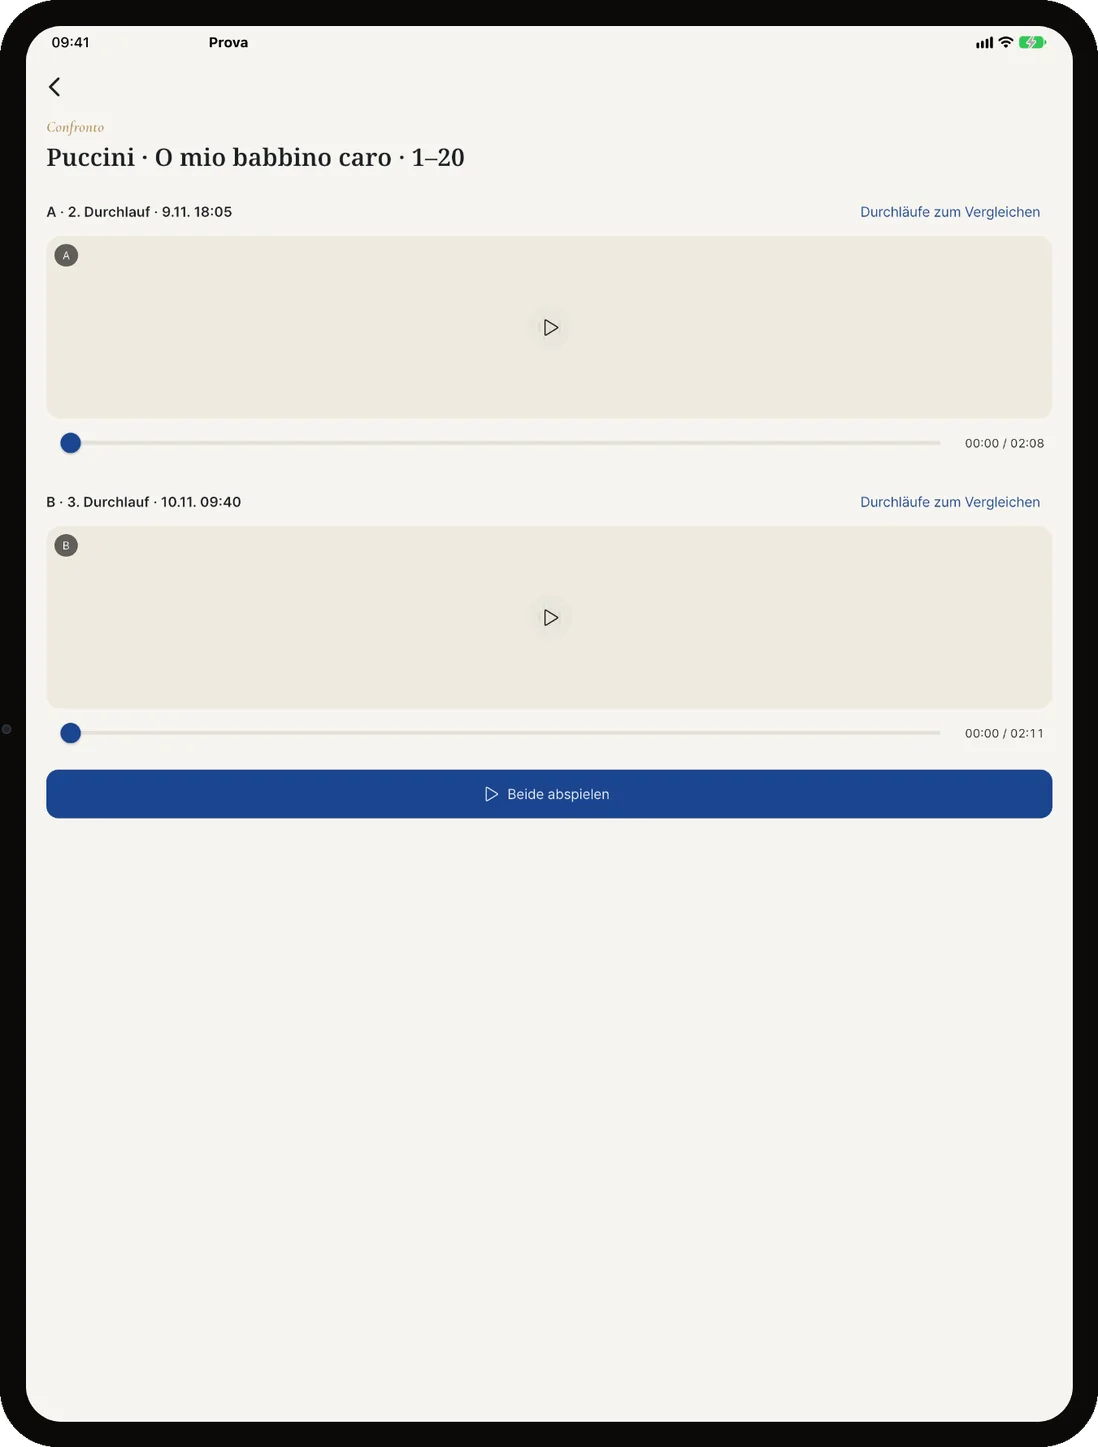 09:41 Prova
Confronto
Puccini · O mio babbino caro · 1–20
A · 2. Durchlauf · 9.11. 18:05 Durchläufe zum Vergleichen
A
00:00 / 02:08
B · 3. Durchlauf · 10.11. 09:40 Durchläufe zum Vergleichen
B
00:00 / 02:11
Beide abspielen